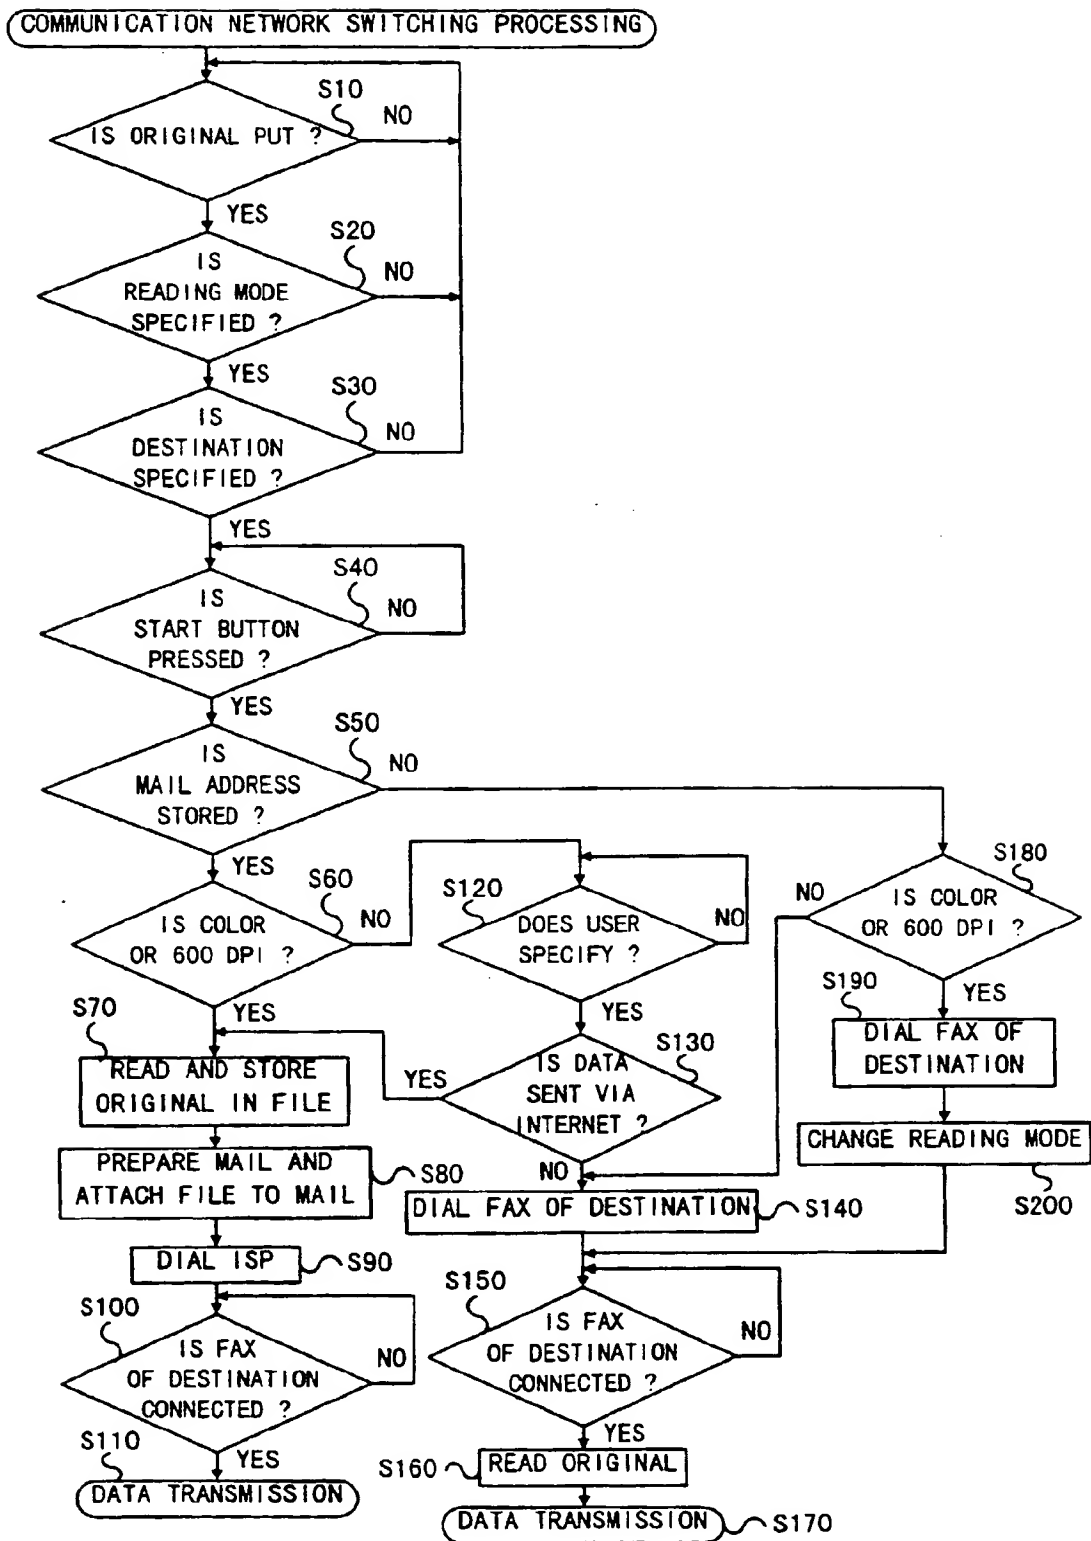 COMMUNICATION NETWORK SWITCHING PROCESSING
S10
NO
IS ORIGINAL PUT ?
YES
S20
NO
IS
READING MODE
SPECIFIED ?
YES
S30
NO
IS
DESTINATION
SPECIFIED ?
YES
S40
NO
IS
START BUTTON
PRESSED ?
YES
S50
NO
IS
MAIL ADDRESS
STORED ?
YES
S60
NO
IS COLOR
OR 600 DPI ?
YES
S120
NO
DOES USER
SPECIFY ?
YES
S180
NO
IS COLOR
OR 600 DPI ?
YES
S70
READ AND STORE
ORIGINAL IN FILE
S130
YES
IS DATA
SENT VIA
INTERNET ?
NO
S190
DIAL FAX OF
DESTINATION
CHANGE READING MODE
S200
PREPARE MAIL AND
ATTACH FILE TO MAIL
S80
DIAL FAX OF DESTINATION
S140
DIAL ISP
S90
S100
IS FAX
OF DESTINATION
CONNECTED ?
NO
YES
S150
IS FAX
OF DESTINATION
CONNECTED ?
NO
YES
S110
DATA TRANSMISSION
S160
READ ORIGINAL
DATA TRANSMISSION
S170